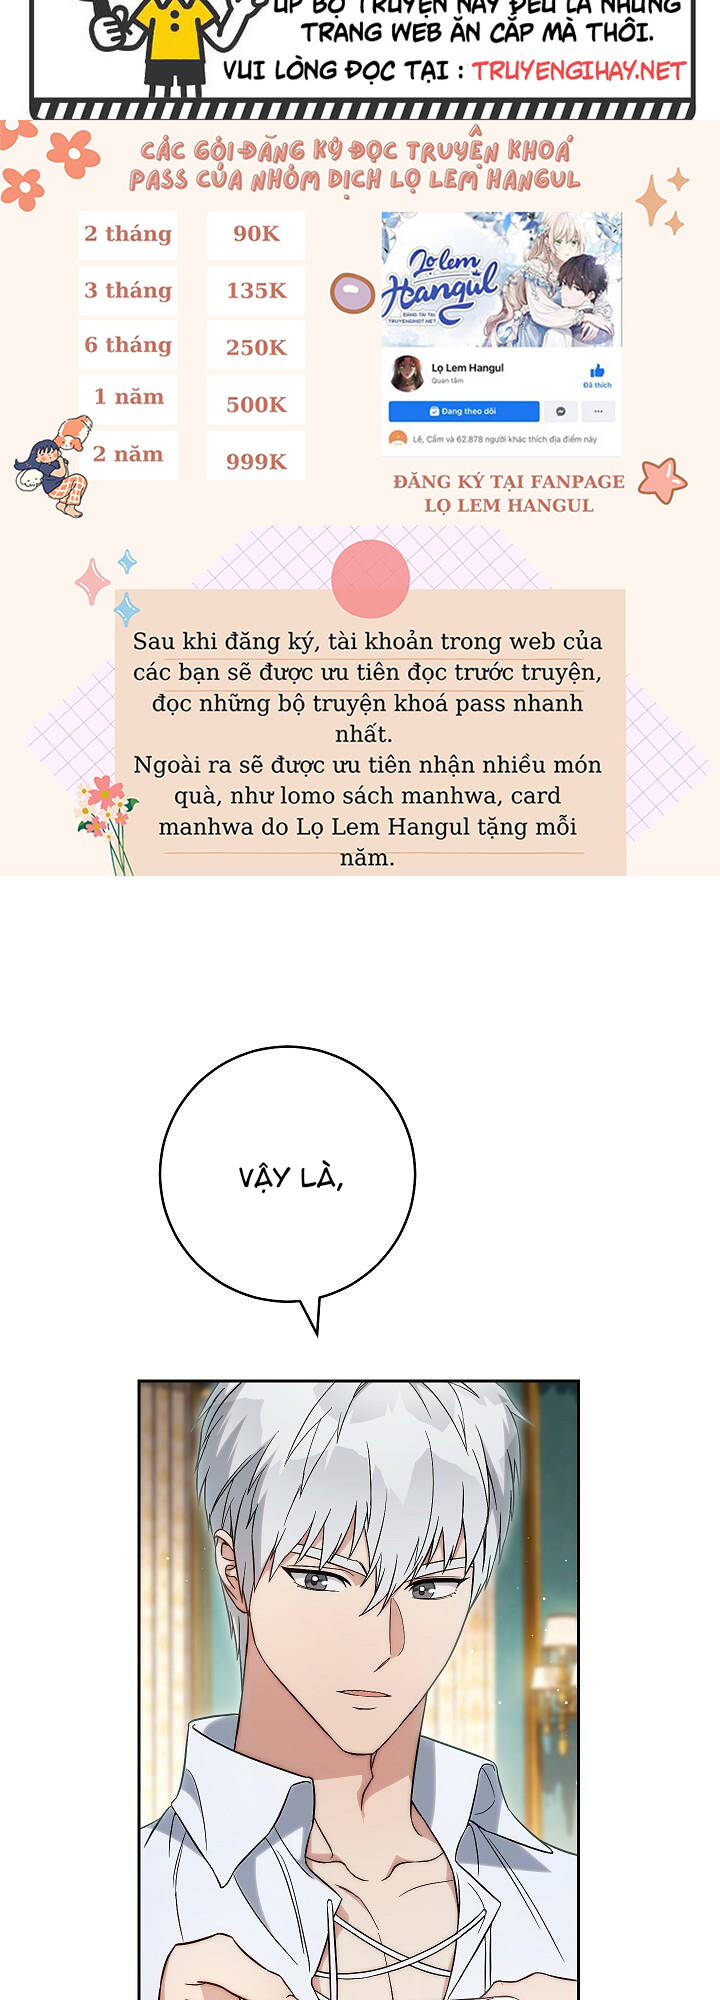 ÚP BỘ TRUYỆN NÀY ĐỀU LÀ NHỮNG
TRANG WEB ĂN CẮP MÀ THÔI.
VUI LÒNG ĐỌC TẠI : TRUYENGIHAY.NET
CÁC GÓI ĐĂNG KÝ ĐỌC TRUYỆN KHOÁ
PASS CỦA NHÓM DỊCH LỌ LEM HANGUL
2 tháng 90K
3 tháng 135K
6 tháng 250K
1 năm 500K
2 năm 999K
Lọ lem
Hangul
ĐĂNG TẢI TẠI
TRUYENGIHOT.NET
Lọ Lem Hangul
Quan tâm
Đã thích
Đang theo dõi
Lê, Cẩm và 62.878 người khác thích địa điểm này
ĐĂNG KÝ TẠI FANPAGE
LỌ LEM HANGUL
Sau khi đăng ký, tài khoản trong web của
các bạn sẽ được ưu tiên đọc trước truyện,
đọc những bộ truyện khoá pass nhanh
nhất.
Ngoài ra sẽ được ưu tiên nhận nhiều món
quà, như lomo sách manhwa, card
manhwa do Lọ Lem Hangul tặng mỗi
năm.
VẬY LÀ,